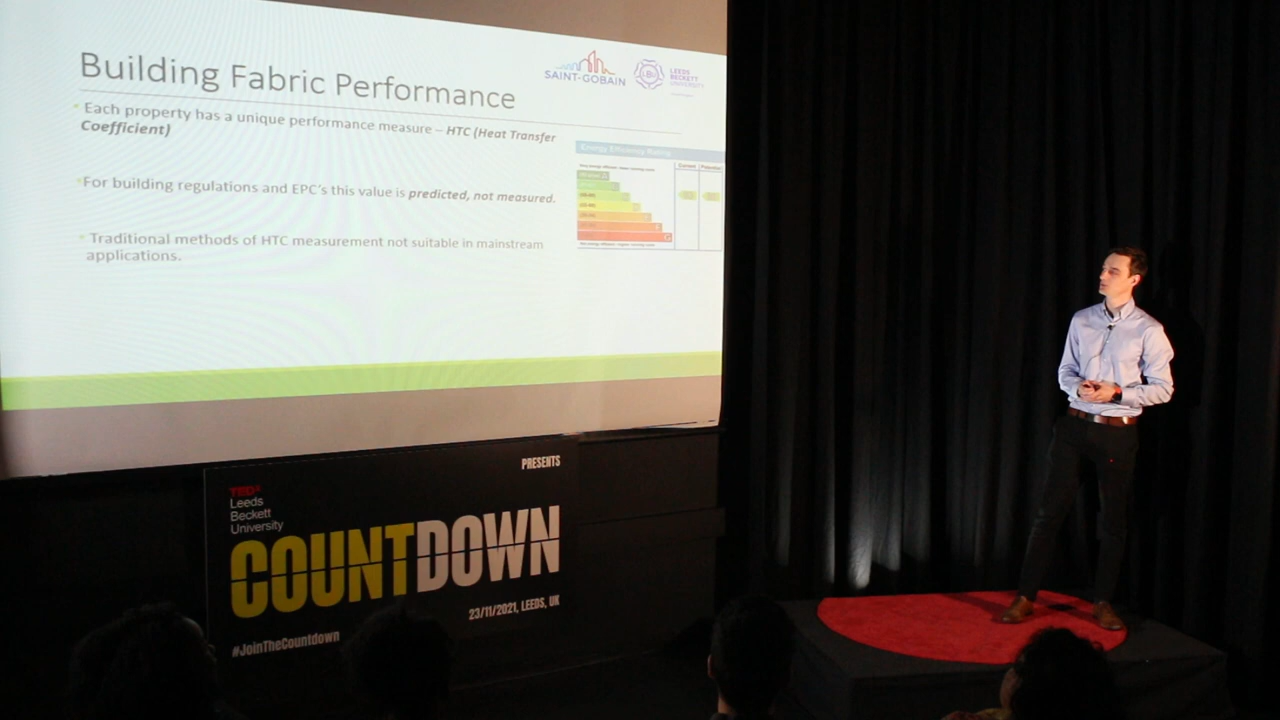 Building Fabric Performance
SAINT-GOBAIN
LEEDS
BECKETT
UNIVERSITY
Each property has a unique performance measure – HTC (Heat Transfer
Coefficient)
For building regulations and EPC's this value is predicted, not measured.
Traditional methods of HTC measurement not suitable in mainstream
applications.
Energy Efficiency Rating
Current
Potential
PRESENTS
TEDx
Leeds
Beckett
University
COUNTDOWN
23/11/2021, LEEDS, UK
#JoinTheCountdown